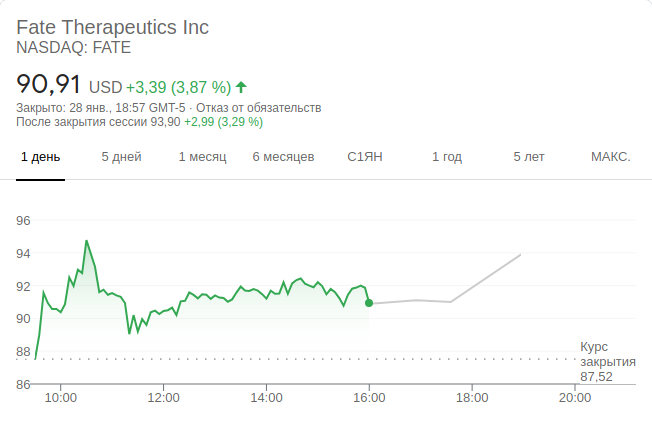 Fate Therapeutics Inc
NASDAQ: FATE
90,91 USD +3,39 (3,87 %)
Закрыто: 28 янв., 18:57 GMT-5 · Отказ от обязательств
После закрытия сессии 93,90 +2,99 (3,29 %)
1 день 5 дней 1 месяц 6 месяцев С1ЯН 1 год 5 лет МАКС.
96
94
92
90
88
86
Курс
закрытия
87,52
10:00 12:00 14:00 16:00 18:00 20:00